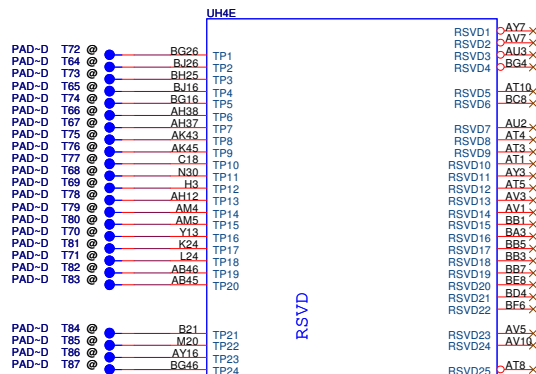 UH4E
PAD~D T72 @ BG26 TP1
PAD~D T64 @ BJ26 TP2
PAD~D T73 @ BH25 TP3
PAD~D T65 @ BJ16 TP4
PAD~D T74 @ BG16 TP5
PAD~D T66 @ AH38 TP6
PAD~D T67 @ AH37 TP7
PAD~D T75 @ AK43 TP8
PAD~D T76 @ AK45 TP9
PAD~D T77 @ C18 TP10
PAD~D T68 @ N30 TP11
PAD~D T69 @ H3 TP12
PAD~D T78 @ AH12 TP13
PAD~D T79 @ AM4 TP14
PAD~D T80 @ AM5 TP15
PAD~D T70 @ Y13 TP16
PAD~D T81 @ K24 TP17
PAD~D T71 @ L24 TP18
PAD~D T82 @ AB46 TP19
PAD~D T83 @ AB45 TP20
PAD~D T84 @ B21 TP21
PAD~D T85 @ M20 TP22
PAD~D T86 @ AY16 TP23
PAD~D T87 @ BG46 TP24
RSVD
RSVD1 AY7
RSVD2 AV7
RSVD3 AU3
RSVD4 BG4
RSVD5 AT10
RSVD6 BC8
RSVD7 AU2
RSVD8 AT4
RSVD9 AT3
RSVD10 AT1
RSVD11 AY3
RSVD12 AT5
RSVD13 AV3
RSVD14 AV1
RSVD15 BB1
RSVD16 BA3
RSVD17 BB5
RSVD18 BB3
RSVD19 BB7
RSVD20 BE8
RSVD21 BD4
RSVD22 BF6
RSVD23 AV5
RSVD24 AV10
RSVD25 AT8